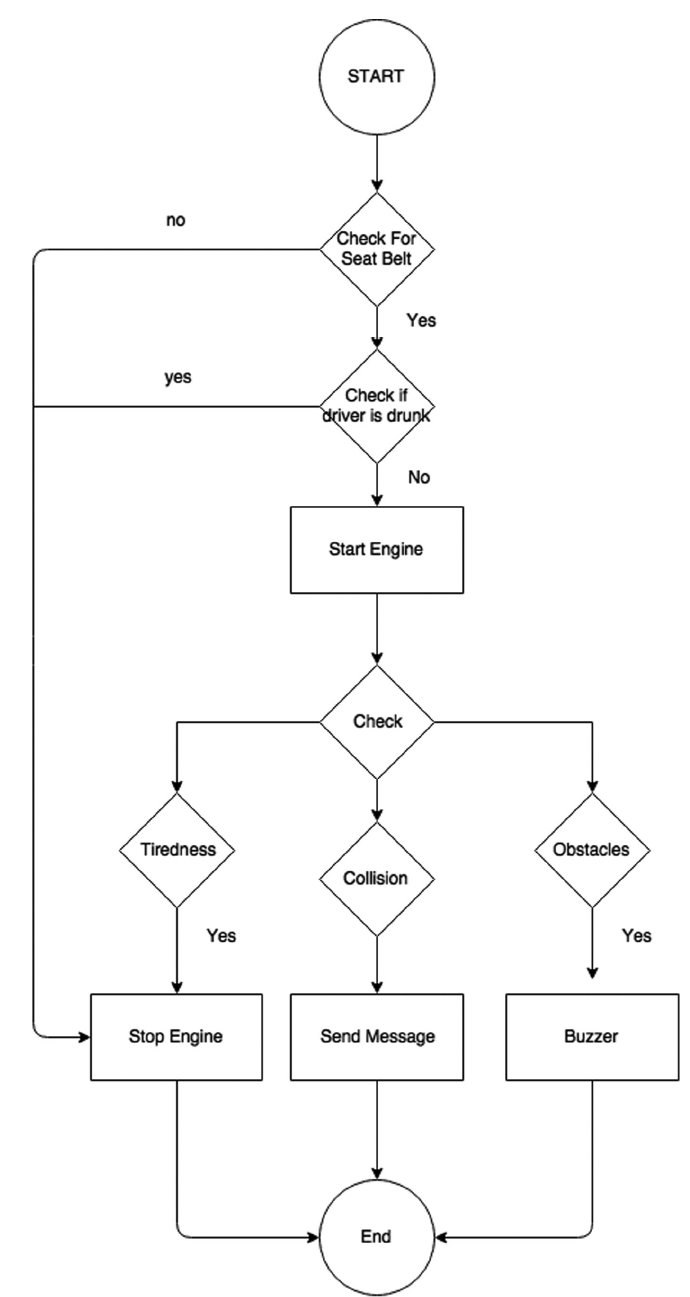 START
no
Check For
Seat Belt
Yes
yes
Check if
driver is drunk
No
Start Engine
Check
Tiredness
Collision
Obstacles
Yes
Yes
Stop Engine
Send Message
Buzzer
End